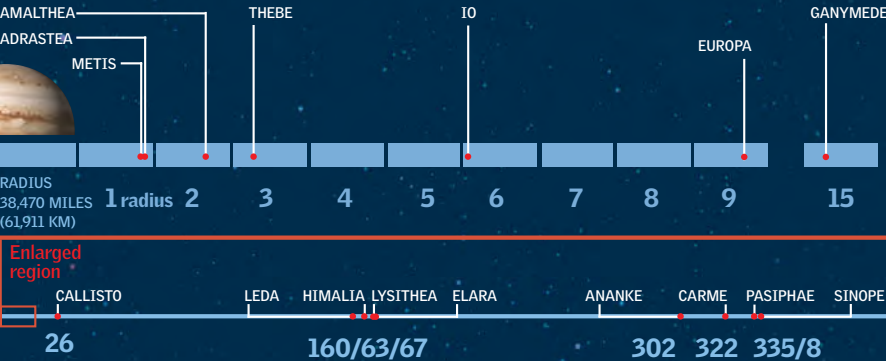 AMALTHEA
THEBE
IO
GANYMEDE
ADRASTEA
EUROPA
METIS
RADIUS
38,470 MILES
(61,911 KM)
1 radius 2 3 4 5 6 7 8 9 15
Enlarged
region
CALLISTO LEDA HIMALIA LYSITHEA ELARA ANANKE CARME PASIPHAE SINOPE
26 160/63/67 302 322 335/8